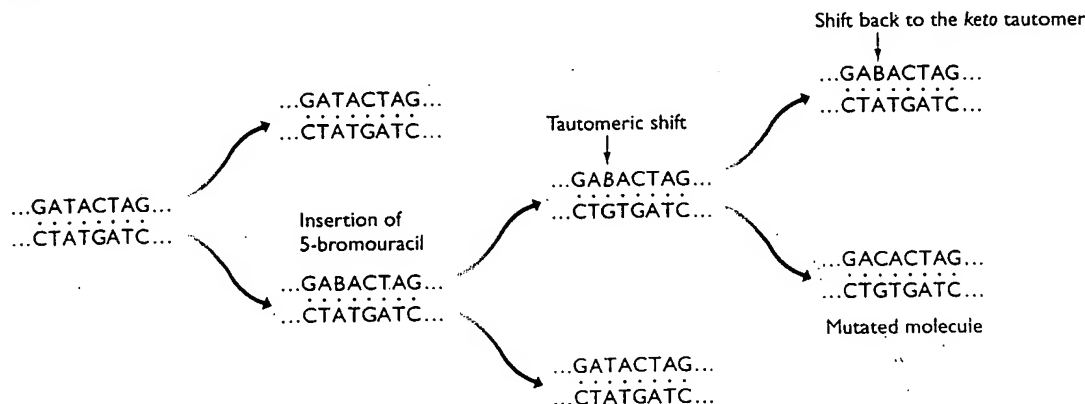 Shift back to the keto tautomer
...GABACTAG...
...CTATGATC...
...GATACTAG...
...CTATGATC...
Tautomeric shift
...GABACTAG...
...CTGTGATC...
...GATACTAG...
...CTATGATC...
Insertion of
5-bromouracil
...GABACTAG...
...CTATGATC...
...GACACTAG...
...CTGTGATC...
Mutated molecule
...GATACTAG...
...CTATGATC...